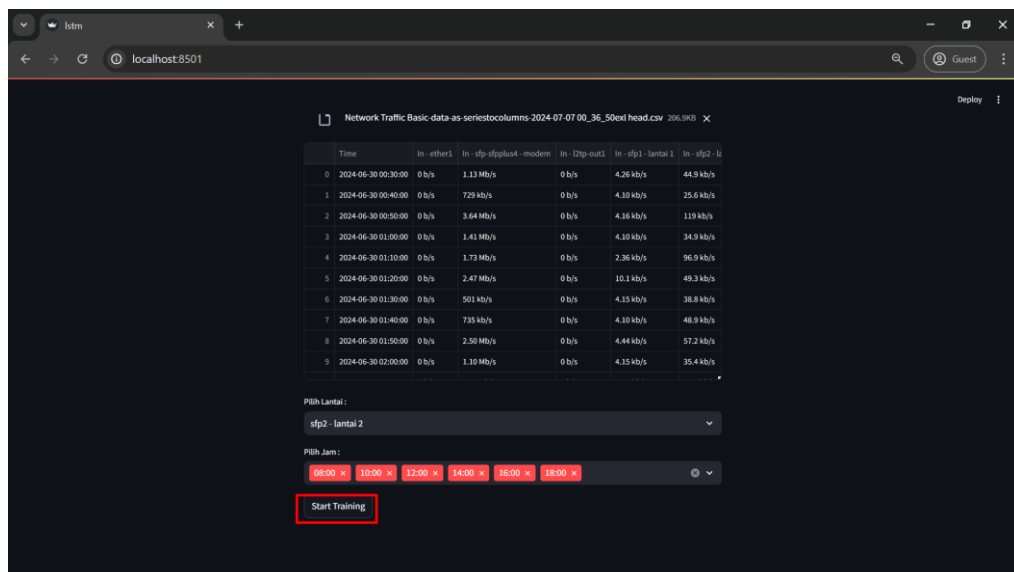 lstm
localhost:8501
Guest
Deploy
Network Traffic Basic-data-as-seriestocolumns-2024-07-07 00_36_50exl head.csv 206.9KB
Time In - ether1 In - sfp-sfpplus4 - modem In - l2tp-out1 In - sfp1 - lantai 1 In - sfp2 - la
0 2024-06-30 00:30:00 0 b/s 1.13 Mb/s 0 b/s 4.26 kb/s 44.9 kb/s
1 2024-06-30 00:40:00 0 b/s 729 kb/s 0 b/s 4.10 kb/s 25.6 kb/s
2 2024-06-30 00:50:00 0 b/s 3.64 Mb/s 0 b/s 4.16 kb/s 119 kb/s
3 2024-06-30 01:00:00 0 b/s 1.41 Mb/s 0 b/s 4.10 kb/s 34.9 kb/s
4 2024-06-30 01:10:00 0 b/s 1.73 Mb/s 0 b/s 2.36 kb/s 96.9 kb/s
5 2024-06-30 01:20:00 0 b/s 2.47 Mb/s 0 b/s 10.1 kb/s 49.3 kb/s
6 2024-06-30 01:30:00 0 b/s 501 kb/s 0 b/s 4.15 kb/s 38.8 kb/s
7 2024-06-30 01:40:00 0 b/s 735 kb/s 0 b/s 4.10 kb/s 48.9 kb/s
8 2024-06-30 01:50:00 0 b/s 2.50 Mb/s 0 b/s 4.44 kb/s 57.2 kb/s
9 2024-06-30 02:00:00 0 b/s 1.10 Mb/s 0 b/s 4.15 kb/s 35.4 kb/s
Pilih Lantai :
sfp2 - lantai 2
Pilih Jam :
08:00 10:00 12:00 14:00 16:00 18:00
Start Training